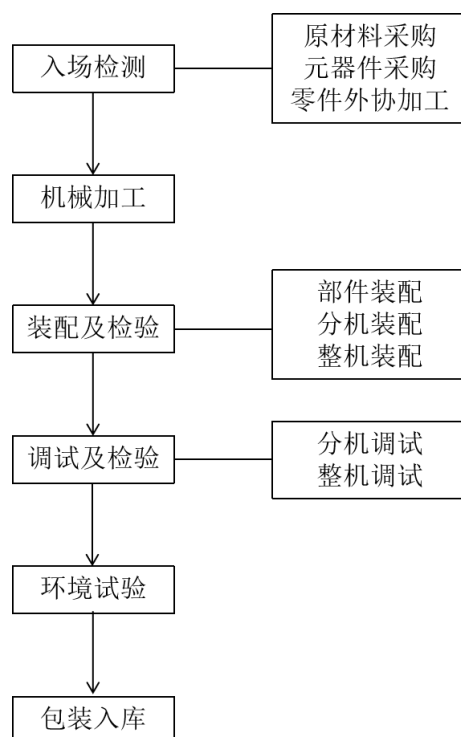 入场检测
原材料采购
元器件采购
零件外协加工
机械加工
装配及检验
部件装配
分机装配
整机装配
调试及检验
分机调试
整机调试
环境试验
包装入库